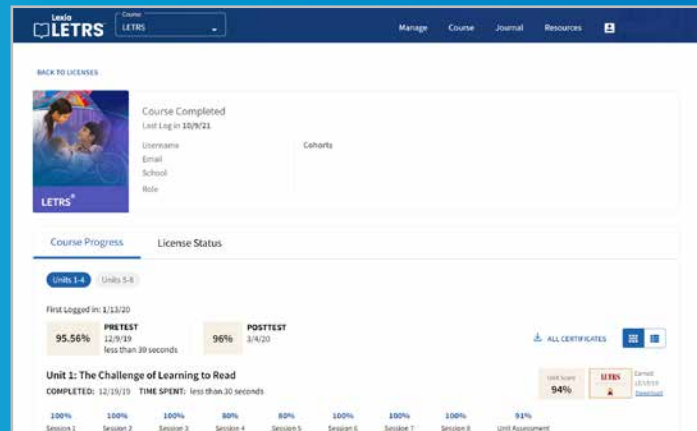 Lexia
LETRS
Course
LETRS
Manage
Course
Journal
Resources
BACK TO LICENSES
LETRS®
Course Completed
Last Log in 10/9/21
Username
Email
School
Role
Cohorts
Course Progress
License Status
Units 1-4
Units 5-8
First Logged in: 1/13/20
95.56%
PRETEST
12/9/19
less than 30 seconds
96%
POSTTEST
3/4/20
ALL CERTIFICATES
Unit 1: The Challenge of Learning to Read
COMPLETED: 12/19/19 TIME SPENT: less than 30 seconds
Unit Score
94%
LETRS
Earned
Download
100% 100% 100% 80% 80% 100% 100% 100% 91%
Session 1 Session 2 Session 3 Session 4 Session 5 Session 6 Session 7 Session 8 Unit Assessment